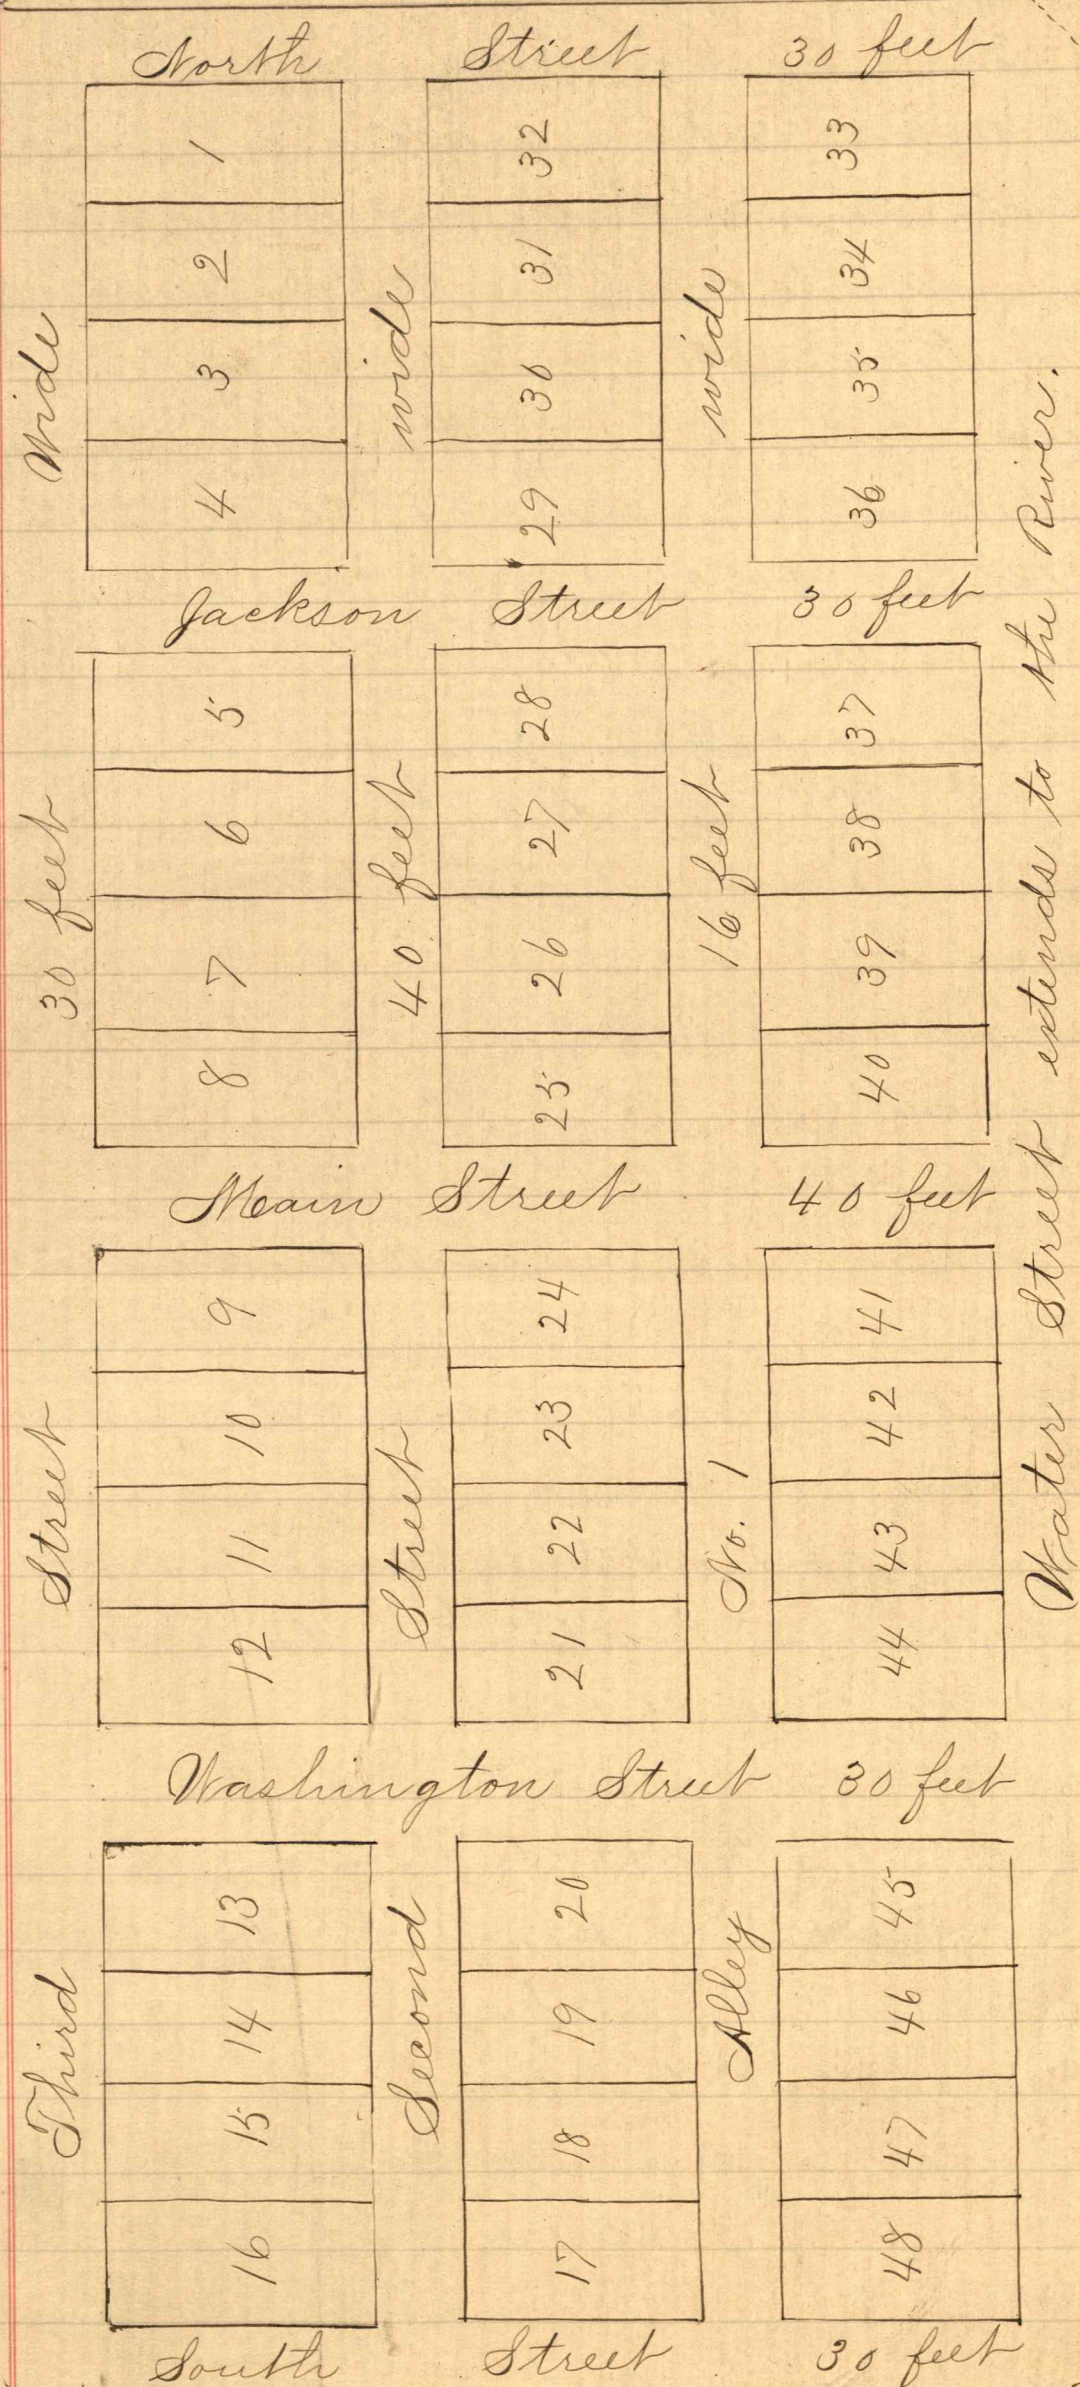 North Street 30 feet
1 32 33
2 31 34
3 30 35
4 29 36
Jackson Street 30 feet
5 28 37
6 27 38
7 26 39
8 25 40
Main Street 40 feet
9 24 41
10 23 42
11 22 43
12 21 44
Washington Street 30 feet
13 20 45
14 19 46
15 18 47
16 17 48
South Street 30 feet
Third Street 30 feet Wide
Second Street 40 feet wide
Alley No. 1 16 feet wide
Water Street extends to the River.